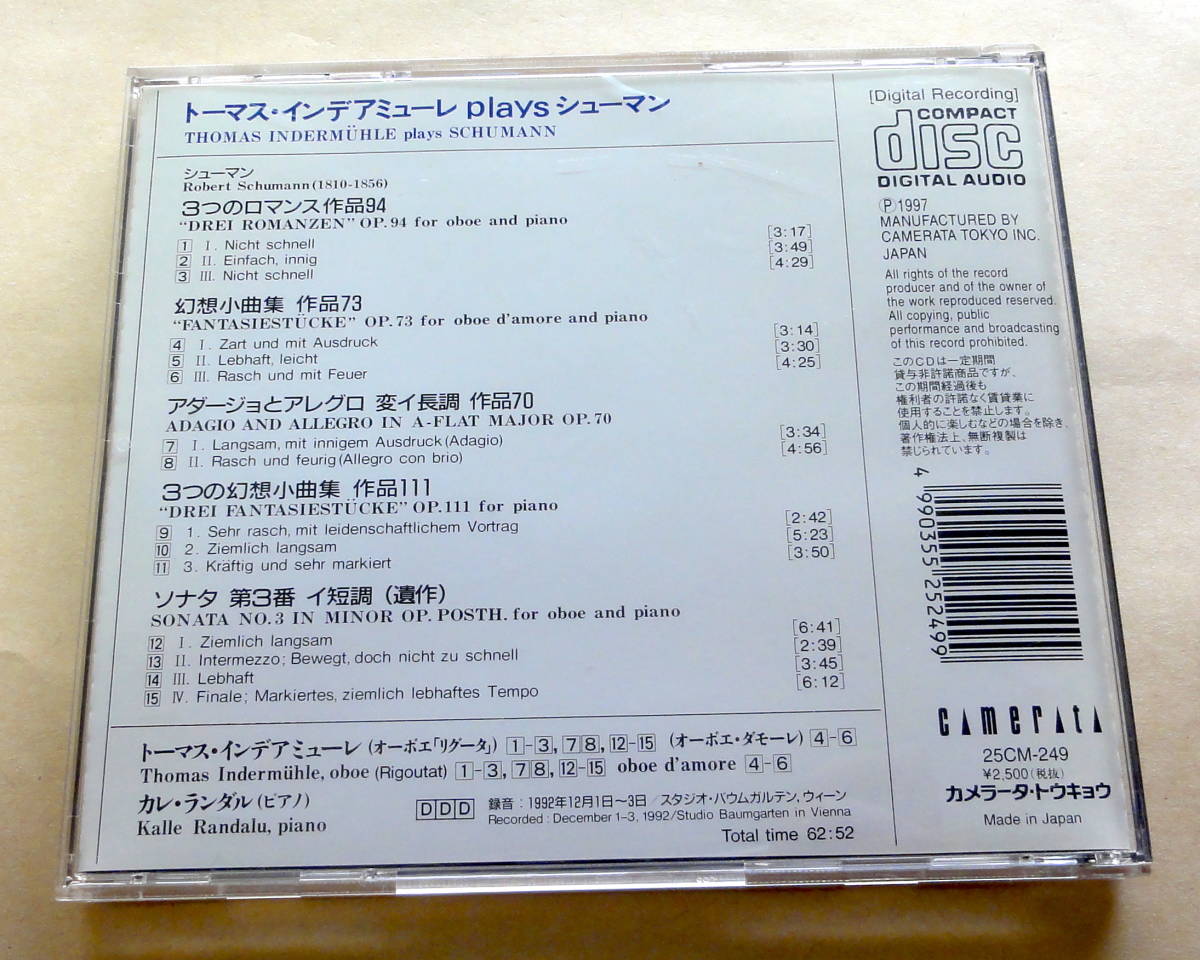 トーマス・インデアミューレ plays シューマン
THOMAS INDERMÜHLE plays SCHUMANN
シューマン
Robert Schumann (1810-1856)
3つのロマンス作品94
"DREI ROMANZEN" OP. 94 for oboe and piano
1 I. Nicht schnell [3:17]
2 II. Einfach, innig [3:49]
3 III. Nicht schnell [4:29]
幻想小曲集 作品73
"FANTASIESTÜCKE" OP. 73 for oboe d'amore and piano
4 I. Zart und mit Ausdruck [3:14]
5 II. Lebhaft, leicht [3:30]
6 III. Rasch und mit Feuer [4:25]
アダージョとアレグロ 変イ長調 作品70
ADAGIO AND ALLEGRO IN A-FLAT MAJOR OP. 70
7 I. Langsam, mit innigem Ausdruck (Adagio) [3:34]
8 II. Rasch und feurig (Allegro con brio) [4:56]
3つの幻想小曲集 作品111
"DREI FANTASIESTÜCKE" OP. 111 for piano
9 1. Sehr rasch, mit leidenschaftlichem Vortrag [2:42]
10 2. Ziemlich langsam [5:23]
11 3. Kräftig und sehr markiert [3:50]
ソナタ 第3番 イ短調 (遺作)
SONATA NO. 3 IN MINOR OP. POSTH. for oboe and piano
12 I. Ziemlich langsam [6:41]
13 II. Intermezzo; Bewegt, doch nicht zu schnell [2:39]
14 III. Lebhaft [3:45]
15 IV. Finale; Markiertes, ziemlich lebhaftes Tempo [6:12]
トーマス・インデアミューレ (オーボエ「リグータ」) 1-3, 7 8, 12-15 (オーボエ・ダモーレ) 4-6
Thomas Indermühle, oboe (Rigoutat) 1-3, 7 8, 12-15 oboe d'amore 4-6
カレ・ランダル (ピアノ)
Kalle Randalu, piano
DDD
録音:1992年12月1日〜3日/スタジオ・バウムガルテン、ウィーン
Recorded: December 1-3, 1992/Studio Baumgarten in Vienna
Total time 62:52
[Digital Recording]
COMPACT
disc
DIGITAL AUDIO
Ⓟ1997
MANUFACTURED BY
CAMERATA TOKYO INC.
JAPAN
All rights of the record
producer and of the owner of
the work reproduced reserved.
All copying, public
performance and broadcasting
of this record prohibited.
このCDは一定期間
貸与非許諾商品ですが、
この期間経過後も
権利者の許諾なく賃貸業に
使用することを禁止します。
個人的に楽しむなどの場合を除き、
著作権法上、無断複製は
禁じられています。
4 990355 252499
camerata
25CM-249
¥2,500(税抜)
カメラータ・トウキョウ
Made in Japan